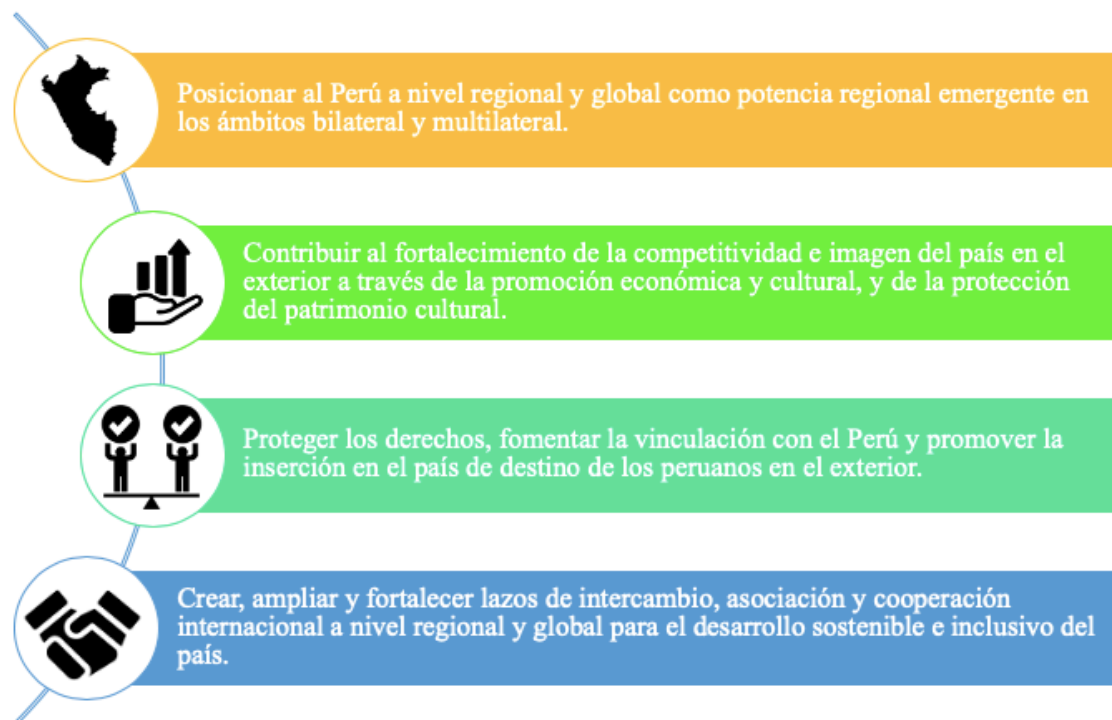 Posicionar al Perú a nivel regional y global como potencia regional emergente en
los ámbitos bilateral y multilateral.
Contribuir al fortalecimiento de la competitividad e imagen del país en el
exterior a través de la promoción económica y cultural, y de la protección
del patrimonio cultural.
Proteger los derechos, fomentar la vinculación con el Perú y promover la
inserción en el país de destino de los peruanos en el exterior.
Crear, ampliar y fortalecer lazos de intercambio, asociación y cooperación
internacional a nivel regional y global para el desarrollo sostenible e inclusivo del
país.